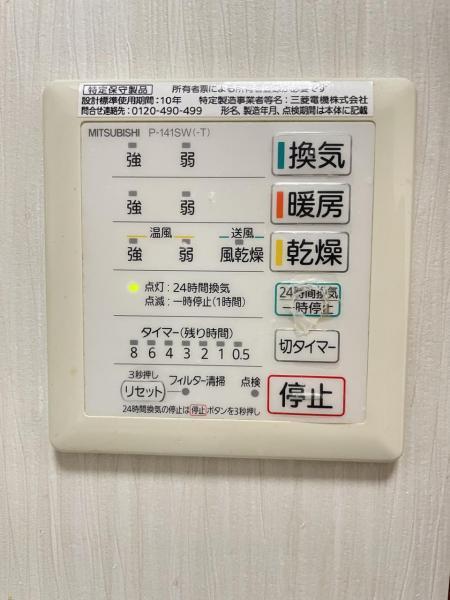 特定保守製品 所有者票による所有者登録が必要です
設計標準使用期間:10年 特定製造事業者等名:三菱電機株式会社
問合せ連絡先:0120-490-499 形名、製造年月、点検期間は本体に記載
MITSUBISHI P-141SW(-T)
強 弱 換気
強 弱 暖房
温風 送風
強 弱 風乾燥 乾燥
点灯:24時間換気
点滅:一時停止(1時間)
24時間換気
一時停止
タイマー(残り時間)
8 6 4 3 2 1 0.5
切タイマー
3秒押し
リセット フィルター清掃 点検
停止
24時間換気の停止は停止ボタンを3秒押し